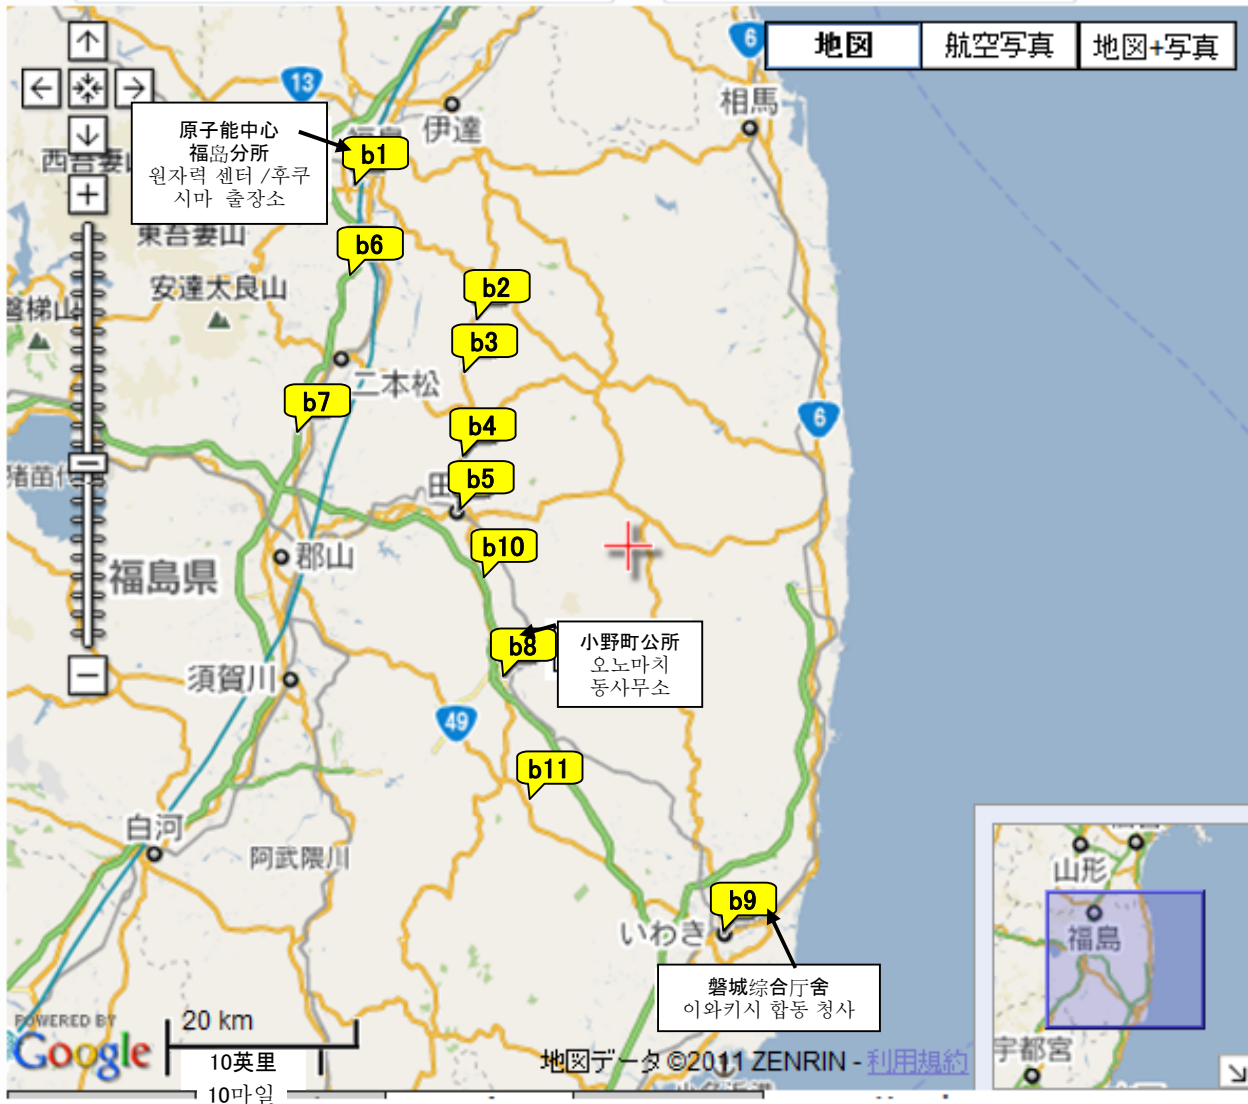 6
地図
航空写真
地図+写真
13
相馬
伊達
原子能中心
福岛分所
원자력 센터 /후쿠
시마 출장소
b1
東吾妻山
b6
安達太良山
b2
磐梯山
b3
二本松
b7
6
b4
b5
b10
郡山
福島県
b8
小野町公所
오노마치
동사무소
須賀川
49
b11
白河
阿武隈川
山形
福島
b9
いわき
磐城综合厅舍
이와키시 합동 청사
POWERED BY
Google
20 km
10英里
10마일
地図データ ©2011 ZENRIN - 利用規約
宇都宮